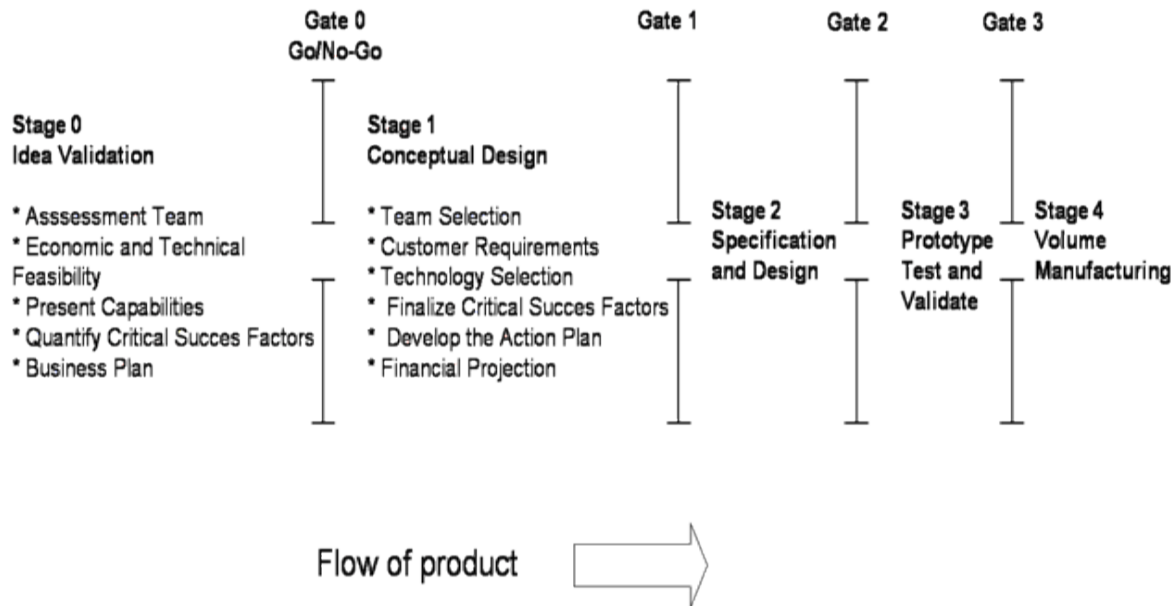 Gate 0
Go/No-Go
Gate 1
Gate 2
Gate 3
Stage 0
Idea Validation
* Asssessment Team
* Economic and Technical
Feasibility
* Present Capabilities
* Quantify Critical Succes Factors
* Business Plan
Stage 1
Conceptual Design
* Team Selection
* Customer Requirements
* Technology Selection
* Finalize Critical Succes Factors
* Develop the Action Plan
* Financial Projection
Stage 2
Specification
and Design
Stage 3
Prototype
Test and
Validate
Stage 4
Volume
Manufacturing
Flow of product